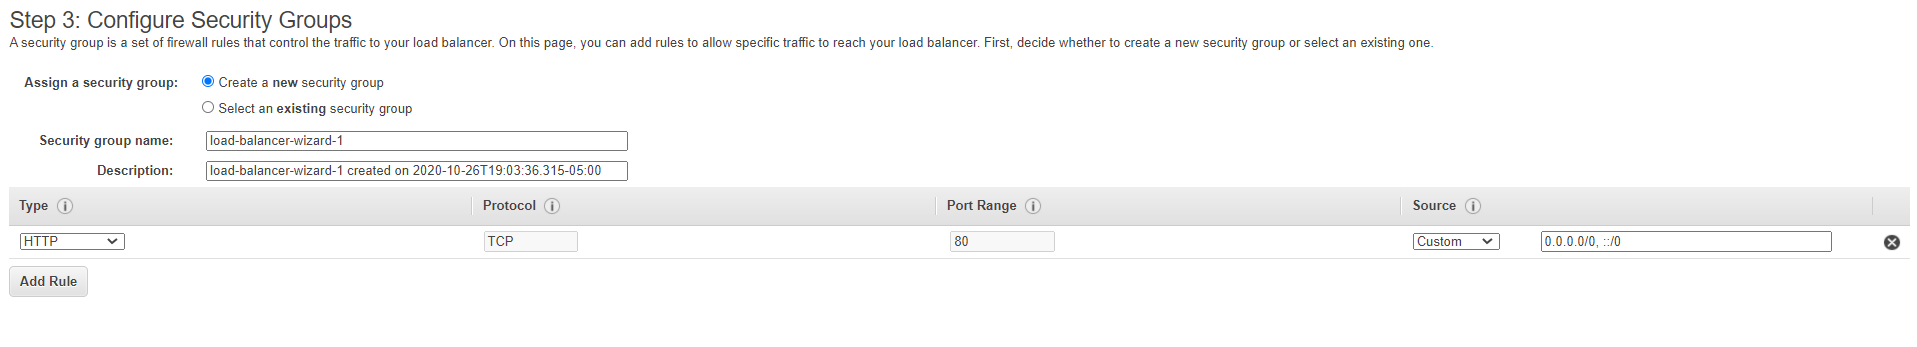 Step 3: Configure Security Groups
A security group is a set of firewall rules that control the traffic to your load balancer. On this page, you can add rules to allow specific traffic to reach your load balancer. First, decide whether to create a new security group or select an existing one.
Assign a security group: Create a new security group
Select an existing security group
Security group name: load-balancer-wizard-1
Description: load-balancer-wizard-1 created on 2020-10-26T19:03:36.315-05:00
Type i Protocol i Port Range i Source i
HTTP TCP 80 Custom 0.0.0.0/0, ::/0
Add Rule